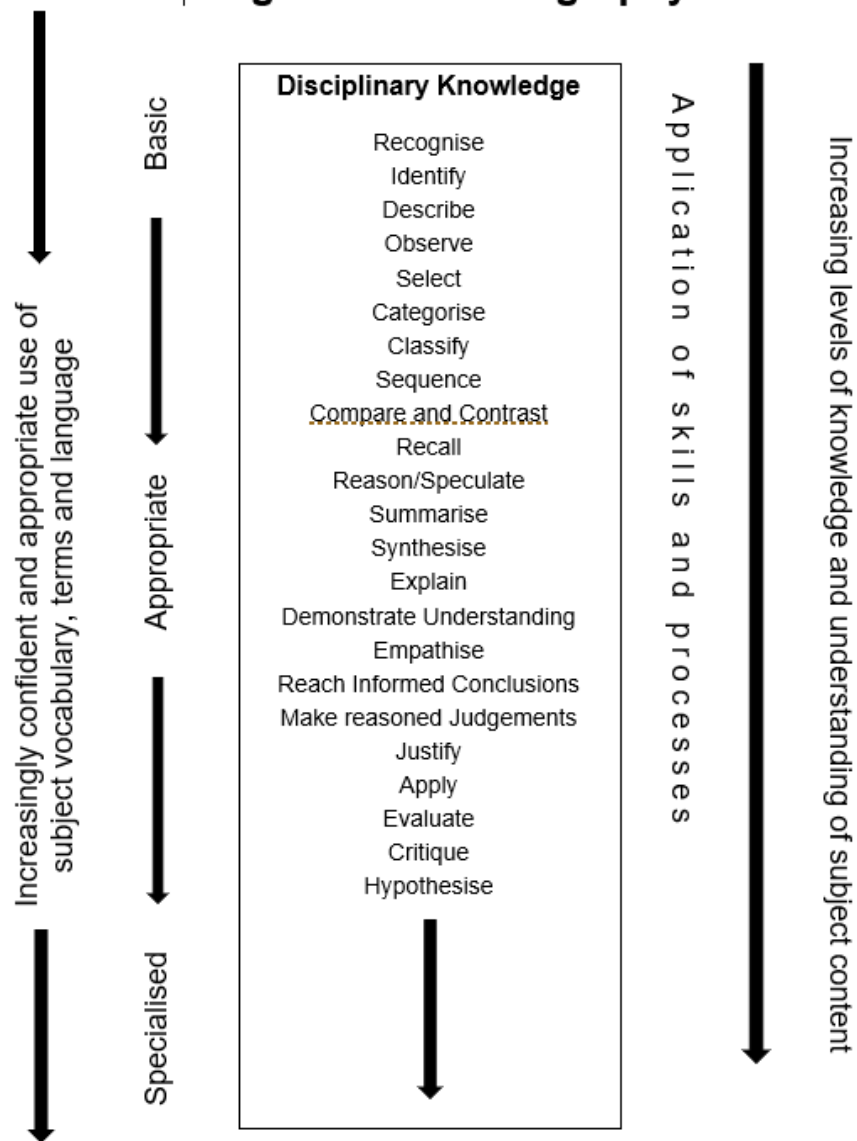 Disciplinary Knowledge
Recognise
Identify
Describe
Observe
Select
Categorise
Classify
Sequence
Compare and Contrast
Recall
Reason/Speculate
Summarise
Synthesise
Explain
Demonstrate Understanding
Empathise
Reach Informed Conclusions
Make reasoned Judgements
Justify
Apply
Evaluate
Critique
Hypothesise
Increasingly confident and appropriate use of
subject vocabulary, terms and language
Basic
Appropriate
Specialised
Application of skills and processes
Increasing levels of knowledge and understanding of subject content